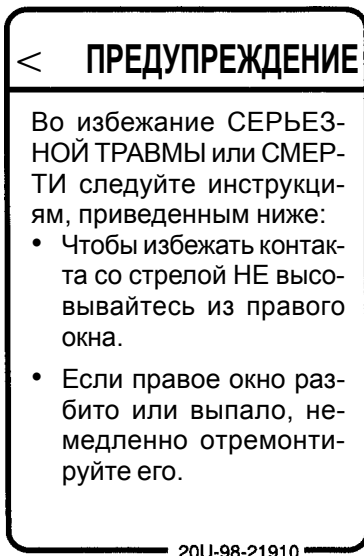 < ПРЕДУПРЕЖДЕНИЕ
Во избежание СЕРЬЕЗ-
НОЙ ТРАВМЫ или СМЕР-
ТИ следуйте инструкци-
ям, приведенным ниже:
• Чтобы избежать контак-
та со стрелой НЕ высо-
вывайтесь из правого
окна.
• Если правое окно раз-
бито или выпало, не-
медленно отремонти-
руйте его.
20U-98-21910